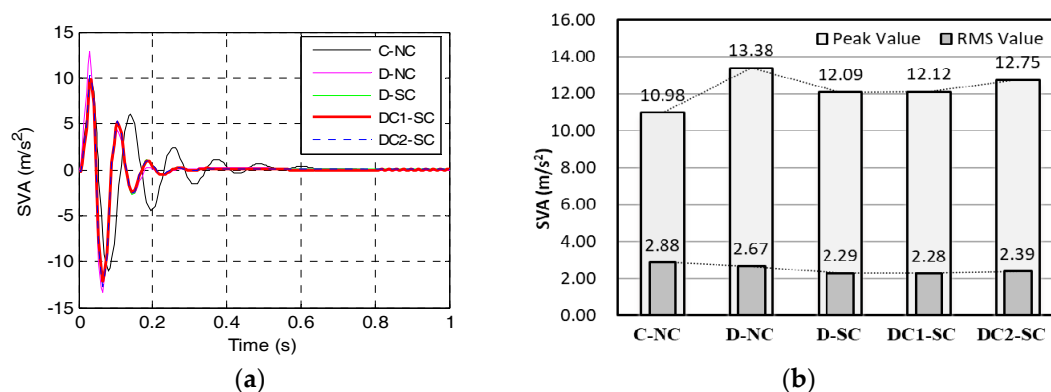 15
10
5
0
-5
-10
-15
SVA (m/s²)
0 0.2 0.4 0.6 0.8 1
Time (s)
C-NC
D-NC
D-SC
DC1-SC
DC2-SC
(a)
16.00
14.00
12.00
10.00
8.00
6.00
4.00
2.00
0.00
SVA (m/s²)
Peak Value RMS Value
10.98 13.38 12.09 12.12 12.75
2.88 2.67 2.29 2.28 2.39
C-NC D-NC D-SC DC1-SC DC2-SC
(b)